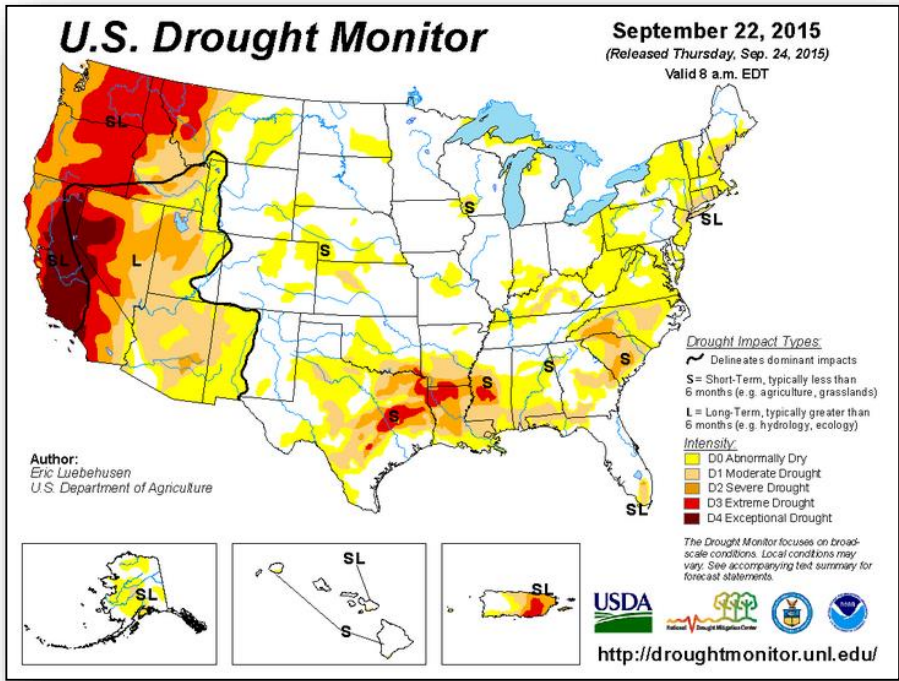 U.S. Drought Monitor
September 22, 2015
(Released Thursday, Sep. 24, 2015)
Valid 8 a.m. EDT
SL
SL
L
S
S
SL
S
S
S
S
SL
Drought Impact Types:
Delineates dominant impacts
S = Short-Term, typically less than
6 months (e.g. agriculture, grasslands)
L = Long-Term, typically greater than
6 months (e.g. hydrology, ecology)
Intensity:
D0 Abnormally Dry
D1 Moderate Drought
D2 Severe Drought
D3 Extreme Drought
D4 Exceptional Drought
Author:
Eric Luebehusen
U.S. Department of Agriculture
The Drought Monitor focuses on broad-
scale conditions. Local conditions may
vary. See accompanying text summary for
forecast statements.
SL
SL
S
SL
USDA
National Drought Mitigation Center
http://droughtmonitor.unl.edu/